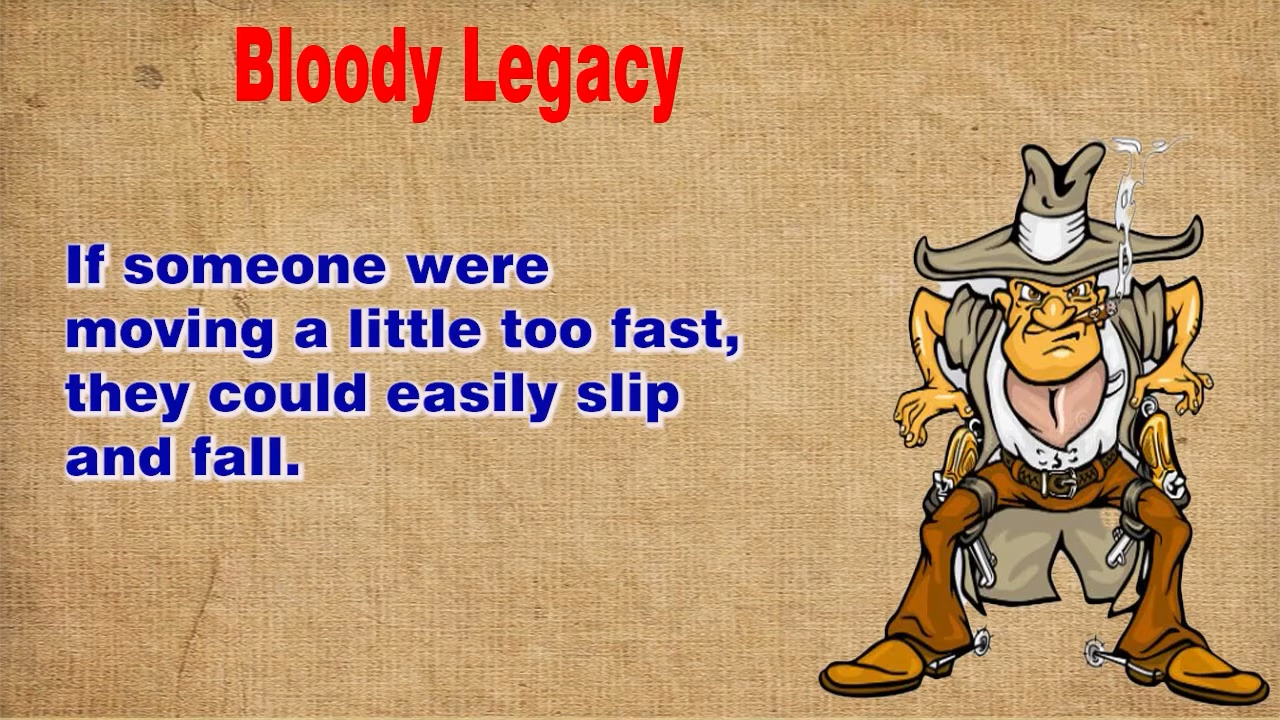 Bloody Legacy
If someone were
moving a little too fast,
they could easily slip
and fall.